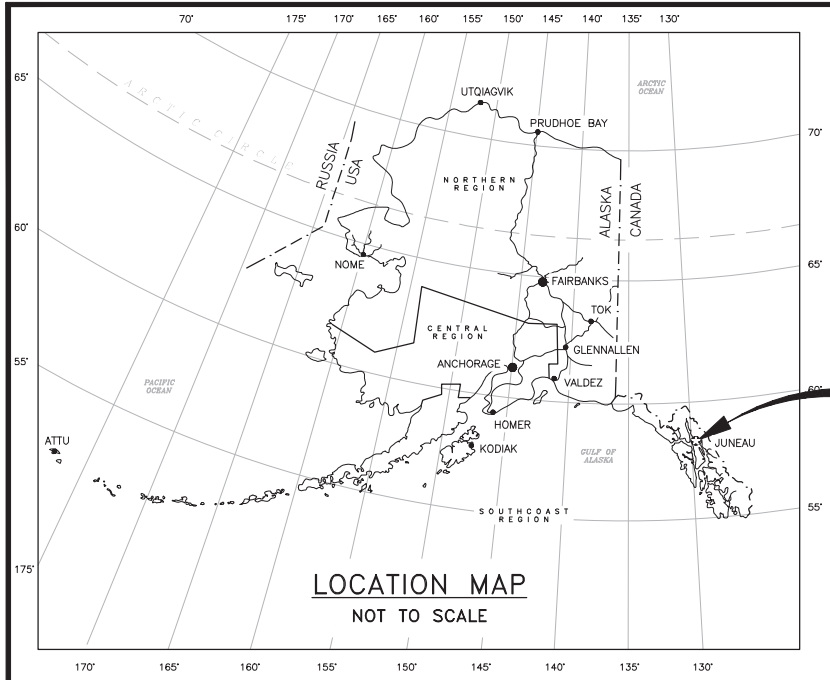 70° 175° 170° 165° 160° 155° 150° 145° 140° 135° 130°
65°
ARCTIC OCEAN
ARCTIC CIRCLE
UTQIAGVIK
PRUDHOE BAY
70°
RUSSIA
USA
NORTHERN
REGION
ALASKA
CANADA
60°
NOME
65°
FAIRBANKS
TOK
CENTRAL
REGION
GLENNALLEN
55°
ANCHORAGE
VALDEZ
PACIFIC
OCEAN
60°
HOMER
ATTU
KODIAK
JUNEAU
GULF OF
ALASKA
SOUTHCOAST
REGION
55°
175°
LOCATION MAP
NOT TO SCALE
170° 165° 160° 155° 150° 145° 140° 135° 130°